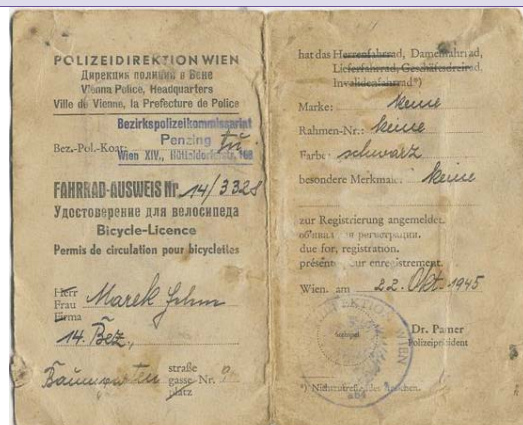 POLIZEIDIREKTION WIEN
Дирекция полиции в Вене
Vienna Police, Headquarters
Ville de Vienne, la Prefecture de Police
Bezirkspolizeikommissariat
Bez.-Pol.-Koat: Penzing
Wien XIV.,
FAHRRAD-AUSWEIS Nr. 14/3328
Удостоверение для велосипеда
Bicycle-Licence
Permis de circulation pour bicyclettes
Herr
Frau Marek
Firma
14. Bez.,
straße
gasse Nr.
platz
hat das Herrenfahrrad, Damenfahrrad,
Lieferfahrrad, Geschäftsdreirad,
Invalidenfahrrad*)
Marke: keine
Rahmen-Nr.: keine
Farbe: schwarz
besondere Merkmale: keine
zur Registrierung angemeldet.
due for, registration.
présenté pour enregistrement.
Wien, am 22. Okt. 1945
Dr. Pamer
Polizeipräsident
WIEN
*) Nichtzutreffendes streichen.